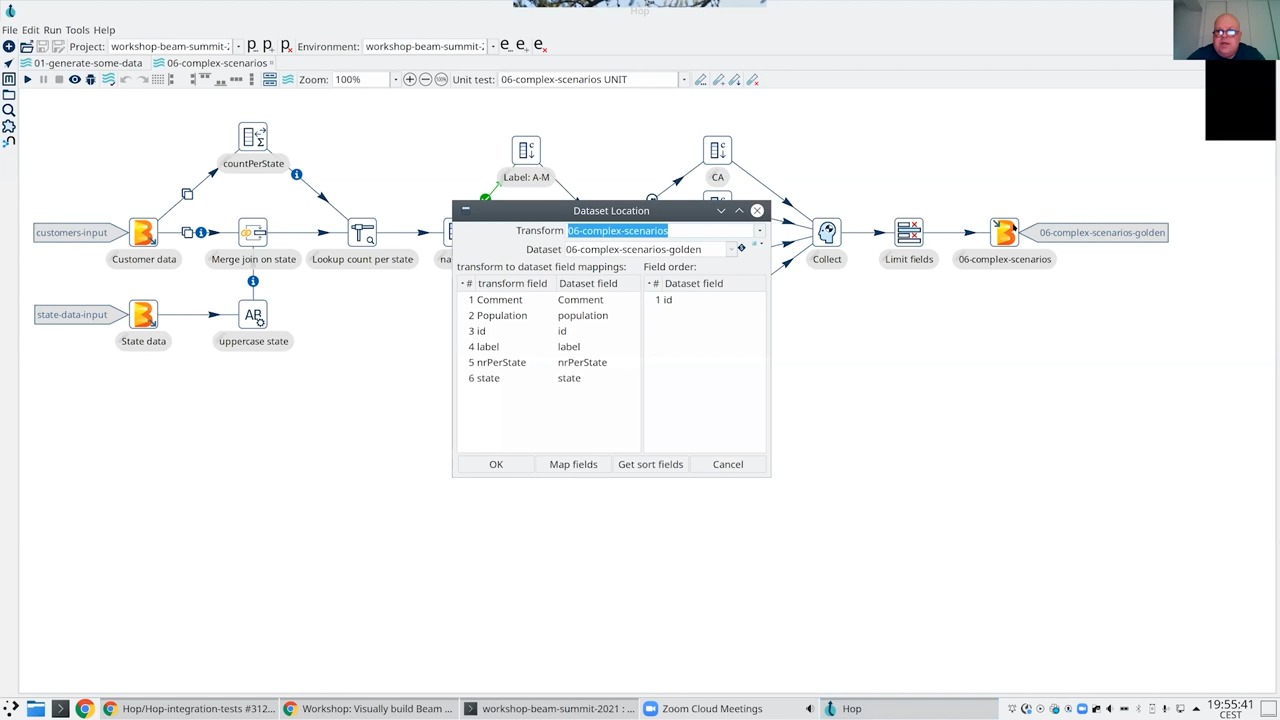 Hop
File Edit Run Tools Help
Project: workshop-beam-summit-2 Environment: workshop-beam-summit-2
01-generate-some-data 06-complex-scenarios
Zoom: 100% Unit test: 06-complex-scenarios UNIT
countPerState
Label: A-M
CA
customers-input
Customer data
Merge join on state
Lookup count per state
na
Collect
Limit fields
06-complex-scenarios
06-complex-scenarios-golden
state-data-input
State data
AB
uppercase state
Dataset Location
Transform 06-complex-scenarios
Dataset 06-complex-scenarios-golden
transform to dataset field mappings: Field order:
# transform field Dataset field # Dataset field
1 Comment Comment 1 id
2 Population population
3 id id
4 label label
5 nrPerState nrPerState
6 state state
OK Map fields Get sort fields Cancel
Hop/Hop-integration-tests #312... Workshop: Visually build Beam ... workshop-beam-summit-2021 : ... Zoom Cloud Meetings Hop
19:55:41
CEST